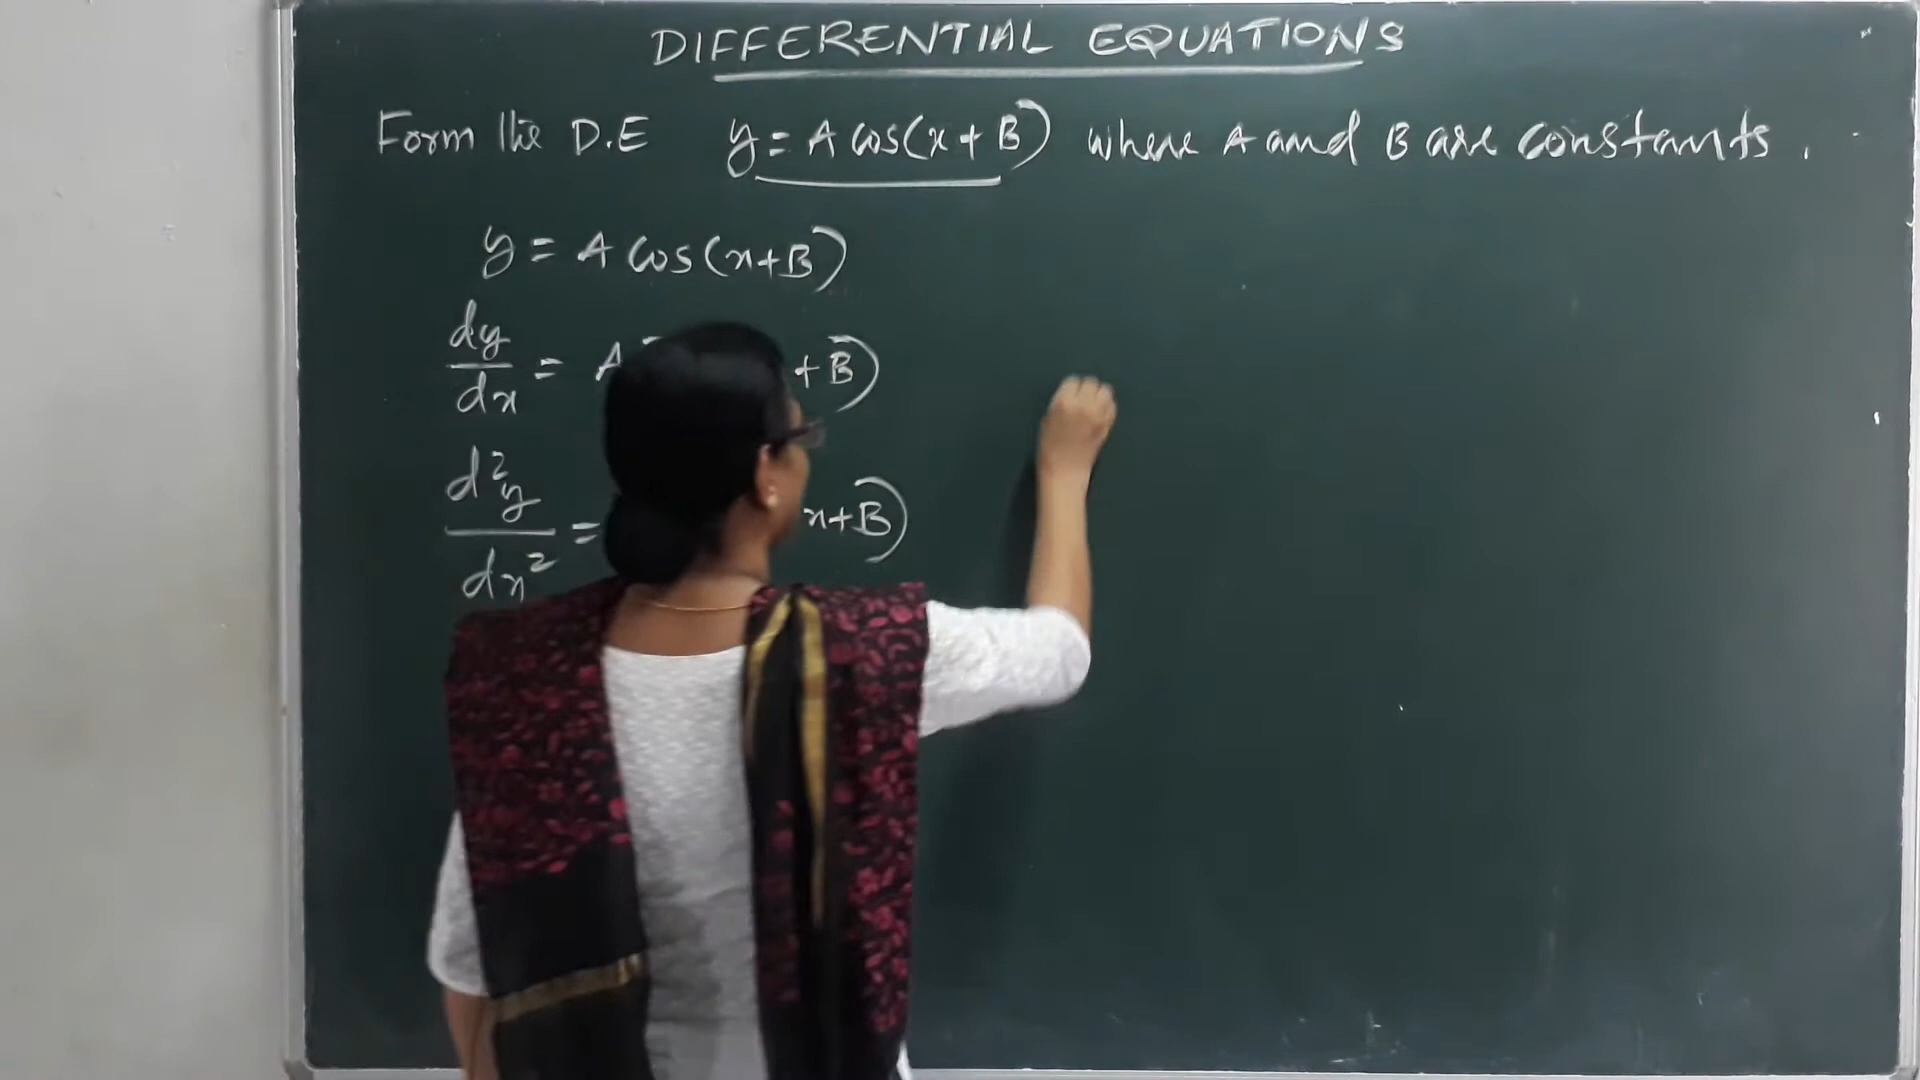 DIFFERENTIAL EQUATIONS
Form the D.E y = A cos(x + B) where A and B are constants.
y = A cos(x+B)
dy/dx = A + B)
d²y/dx² = x+B)